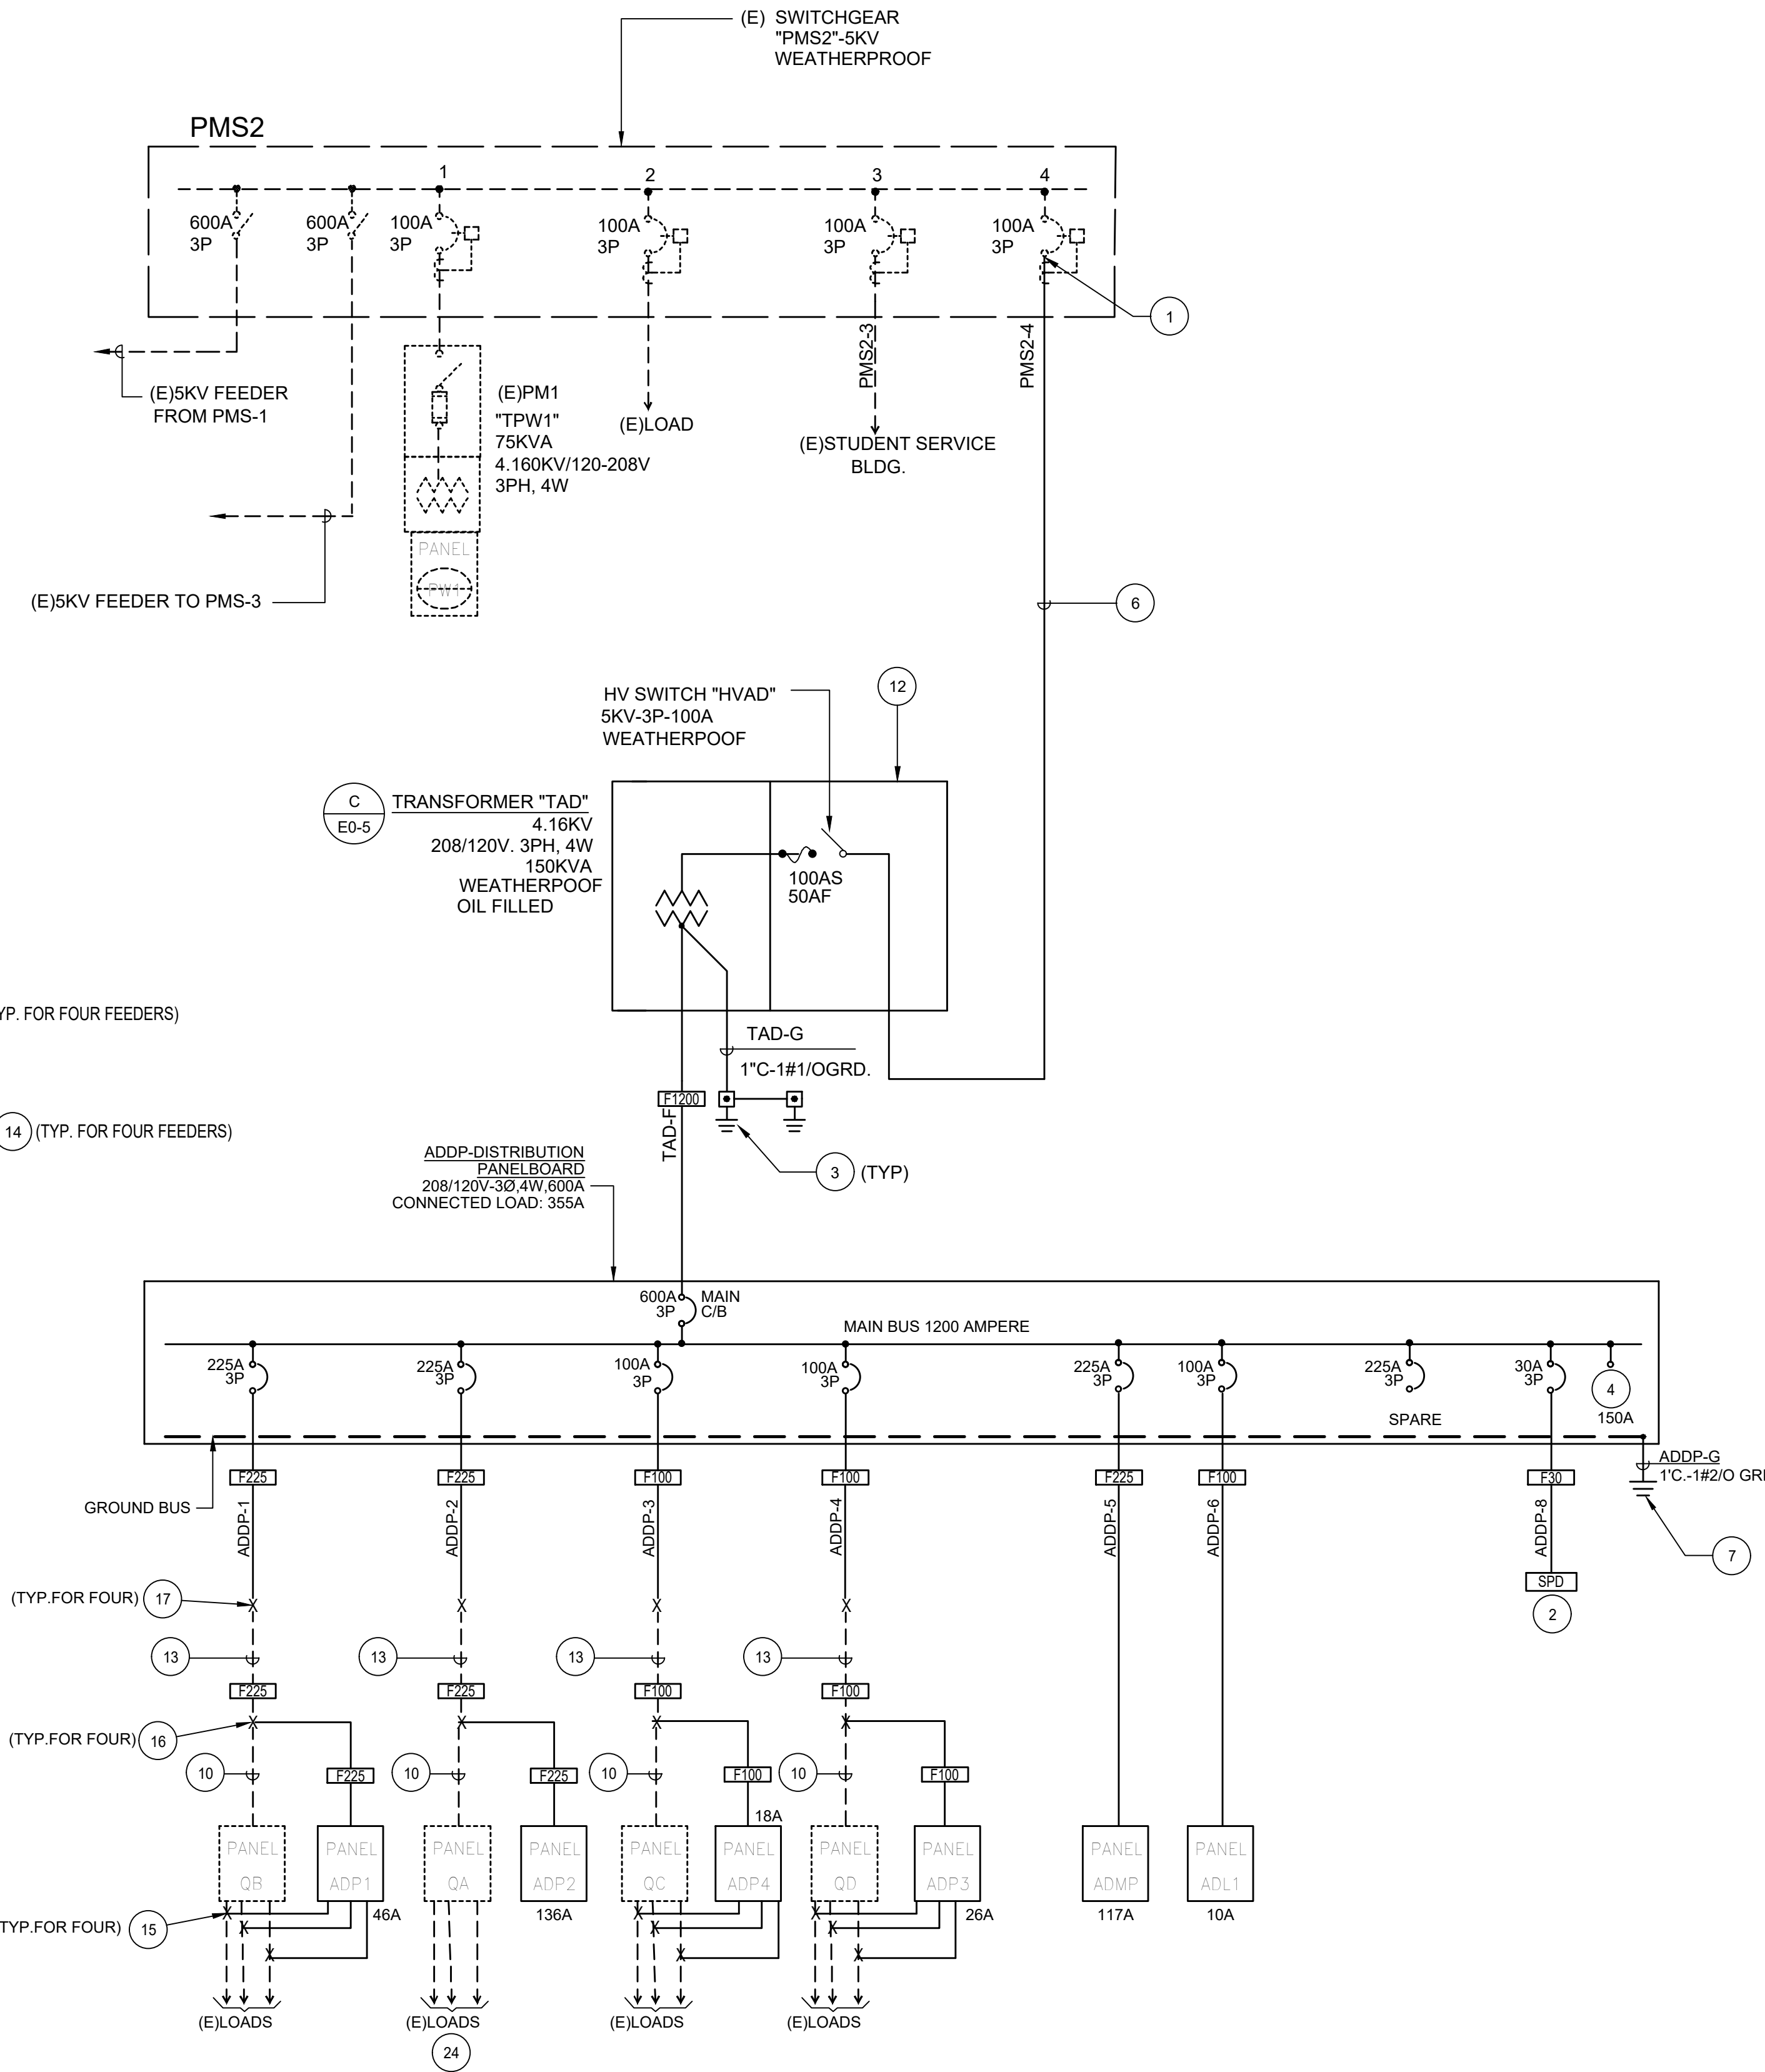 (E) SWITCHGEAR
"PMS2"-5KV
WEATHERPROOF
PMS2
1
2
3
4
600A
3P
600A
3P
100A
3P
100A
3P
100A
3P
100A
3P
1
PMS2-3
PMS2-4
(E)5KV FEEDER
FROM PMS-1
(E)PM1
"TPW1"
75KVA
4.160KV/120-208V
3PH, 4W
(E)LOAD
(E)STUDENT SERVICE
BLDG.
PANEL
PW1
(E)5KV FEEDER TO PMS-3
6
HV SWITCH "HVAD"
5KV-3P-100A
WEATHERPOOF
12
C
E0-5
TRANSFORMER "TAD"
4.16KV
208/120V. 3PH, 4W
150KVA
WEATHERPOOF
OIL FILLED
100AS
50AF
YP. FOR FOUR FEEDERS)
TAD-G
1"C-1#1/OGRD.
F1200
TAD-F
14 (TYP. FOR FOUR FEEDERS)
3 (TYP)
ADDP-DISTRIBUTION
PANELBOARD
208/120V-3Ø,4W,600A
CONNECTED LOAD: 355A
600A
3P
MAIN
C/B
MAIN BUS 1200 AMPERE
225A
3P
225A
3P
100A
3P
100A
3P
225A
3P
100A
3P
225A
3P
30A
3P
4
150A
SPARE
GROUND BUS
F225
F225
F100
F100
F225
F100
F30
ADDP-G
1'C.-1#2/O
ADDP-1
ADDP-2
ADDP-3
ADDP-4
ADDP-5
ADDP-6
ADDP-8
7
SPD
2
(TYP.FOR FOUR) 17
13
13
13
13
F225
F225
F100
F100
(TYP.FOR FOUR) 16
10
10
10
10
F225
F225
F100
F100
18A
PANEL
QB
PANEL
ADP1
PANEL
QA
PANEL
ADP2
PANEL
QC
PANEL
ADP4
PANEL
QD
PANEL
ADP3
PANEL
ADMP
PANEL
ADL1
46A
136A
26A
117A
10A
TYP.FOR FOUR) 15
(E)LOADS
(E)LOADS
(E)LOADS
(E)LOADS
24